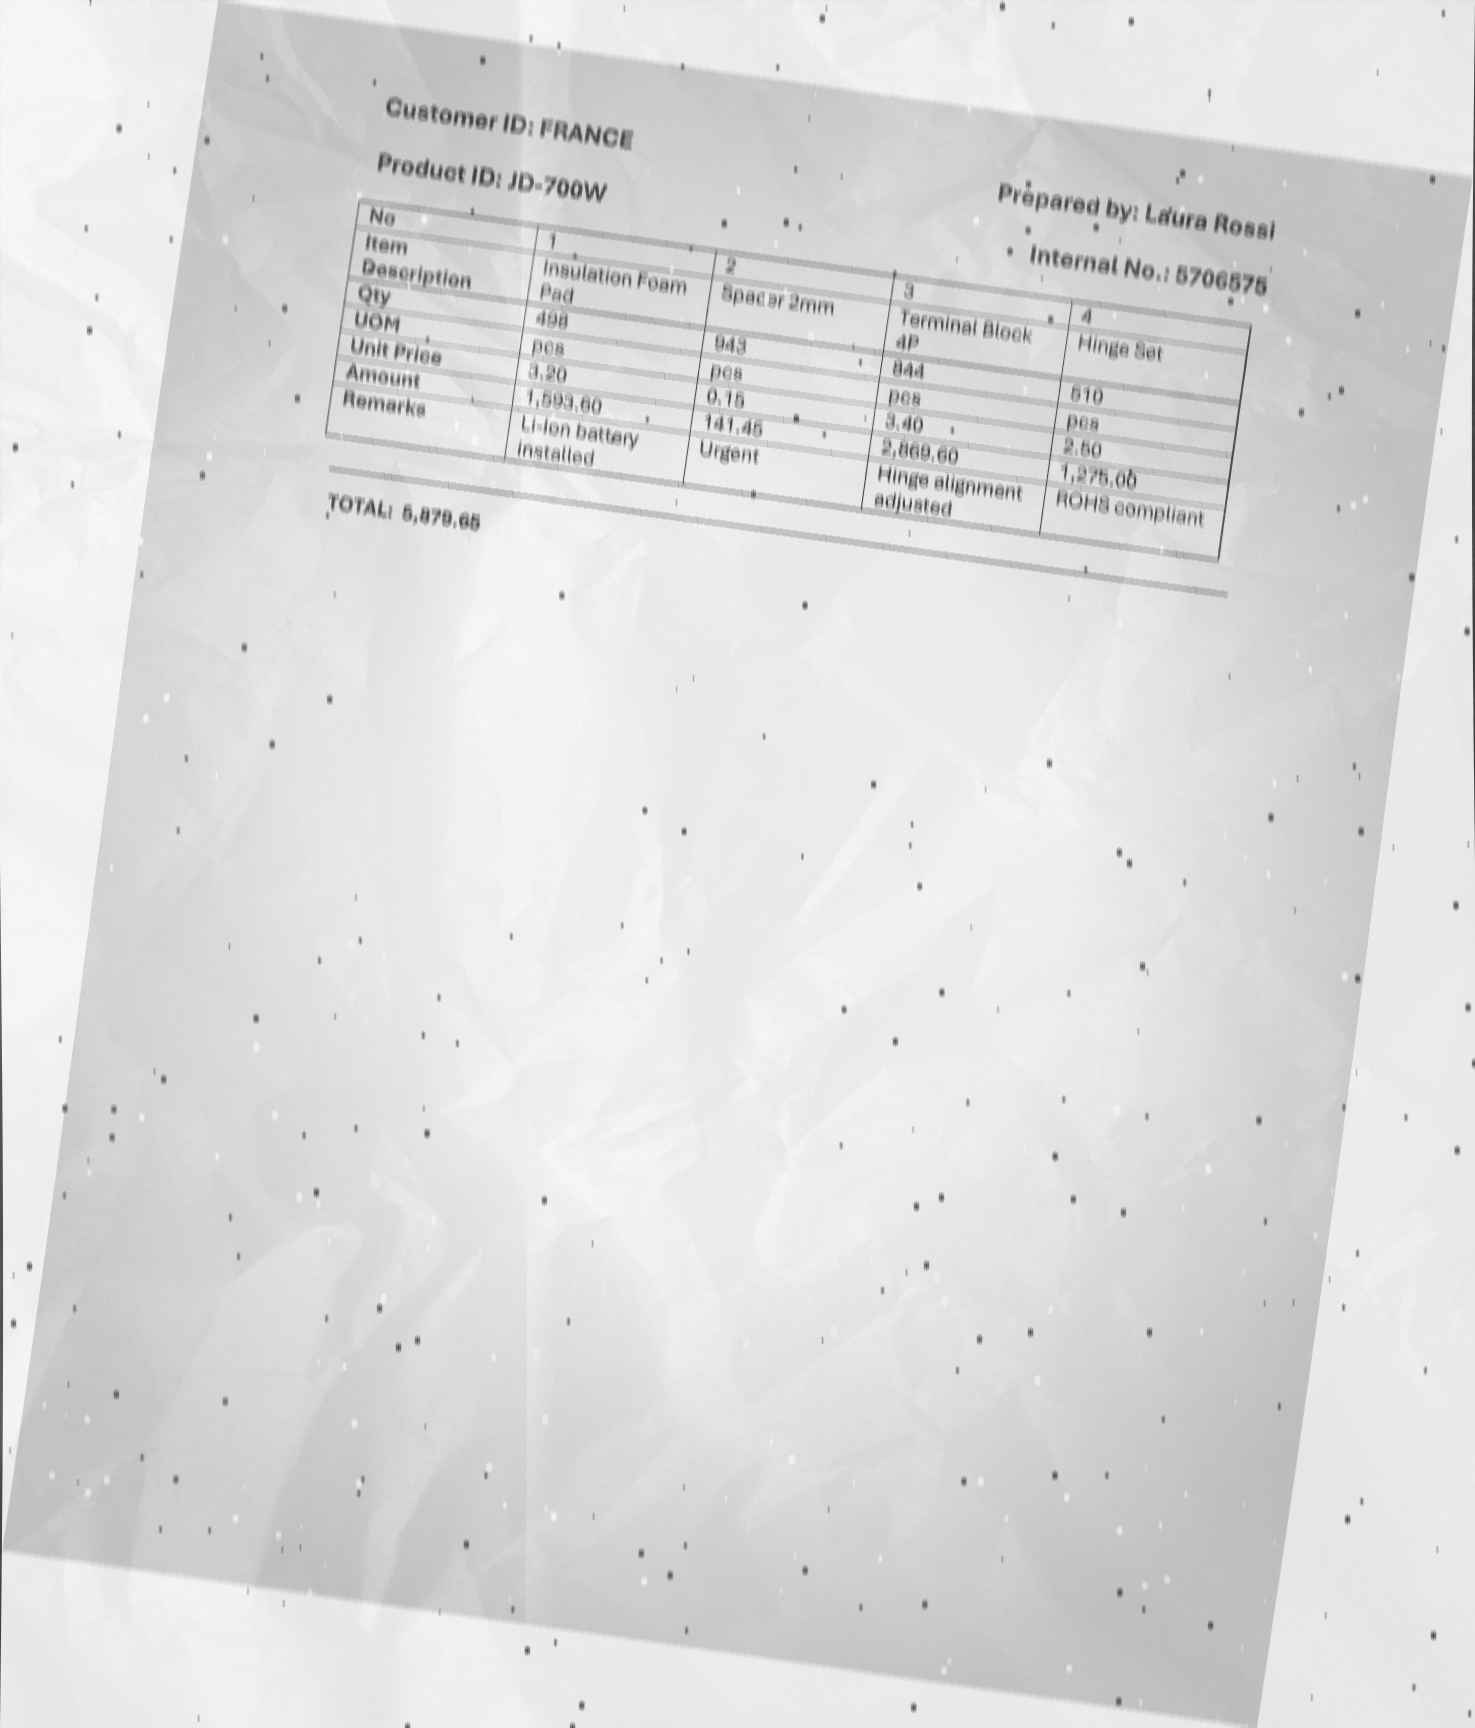 Customer ID: FRANCE
Product ID: JD-700W
Prepared by: Laura Rossi
Internal No.: 5706575
No 1 2 3 4
Item Description Insulation Foam Pad Spacer 2mm Terminal Block 4P Hinge Set
Qty 498 943 844 510
UOM pcs pcs pcs pcs
Unit Price 3.20 0.15 3.40 2.50
Amount 1,593.60 141.45 2,869.60 1,275.00
Remarks Li-ion battery installed Urgent Hinge alignment adjusted ROHS compliant
TOTAL: 5,879.65